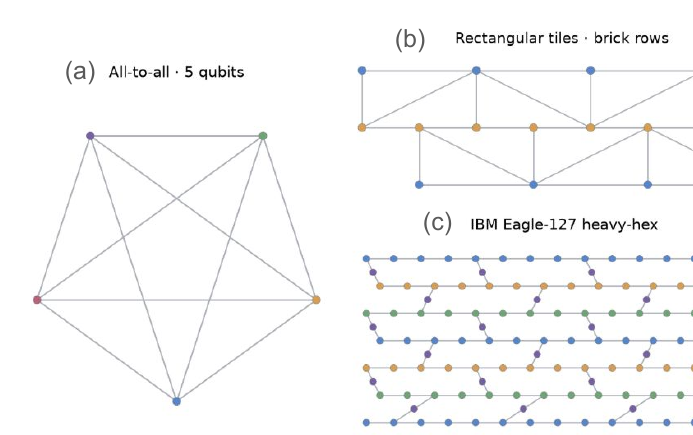 (a) All-to-all · 5 qubits
(b) Rectangular tiles · brick rows
(c) IBM Eagle-127 heavy-hex